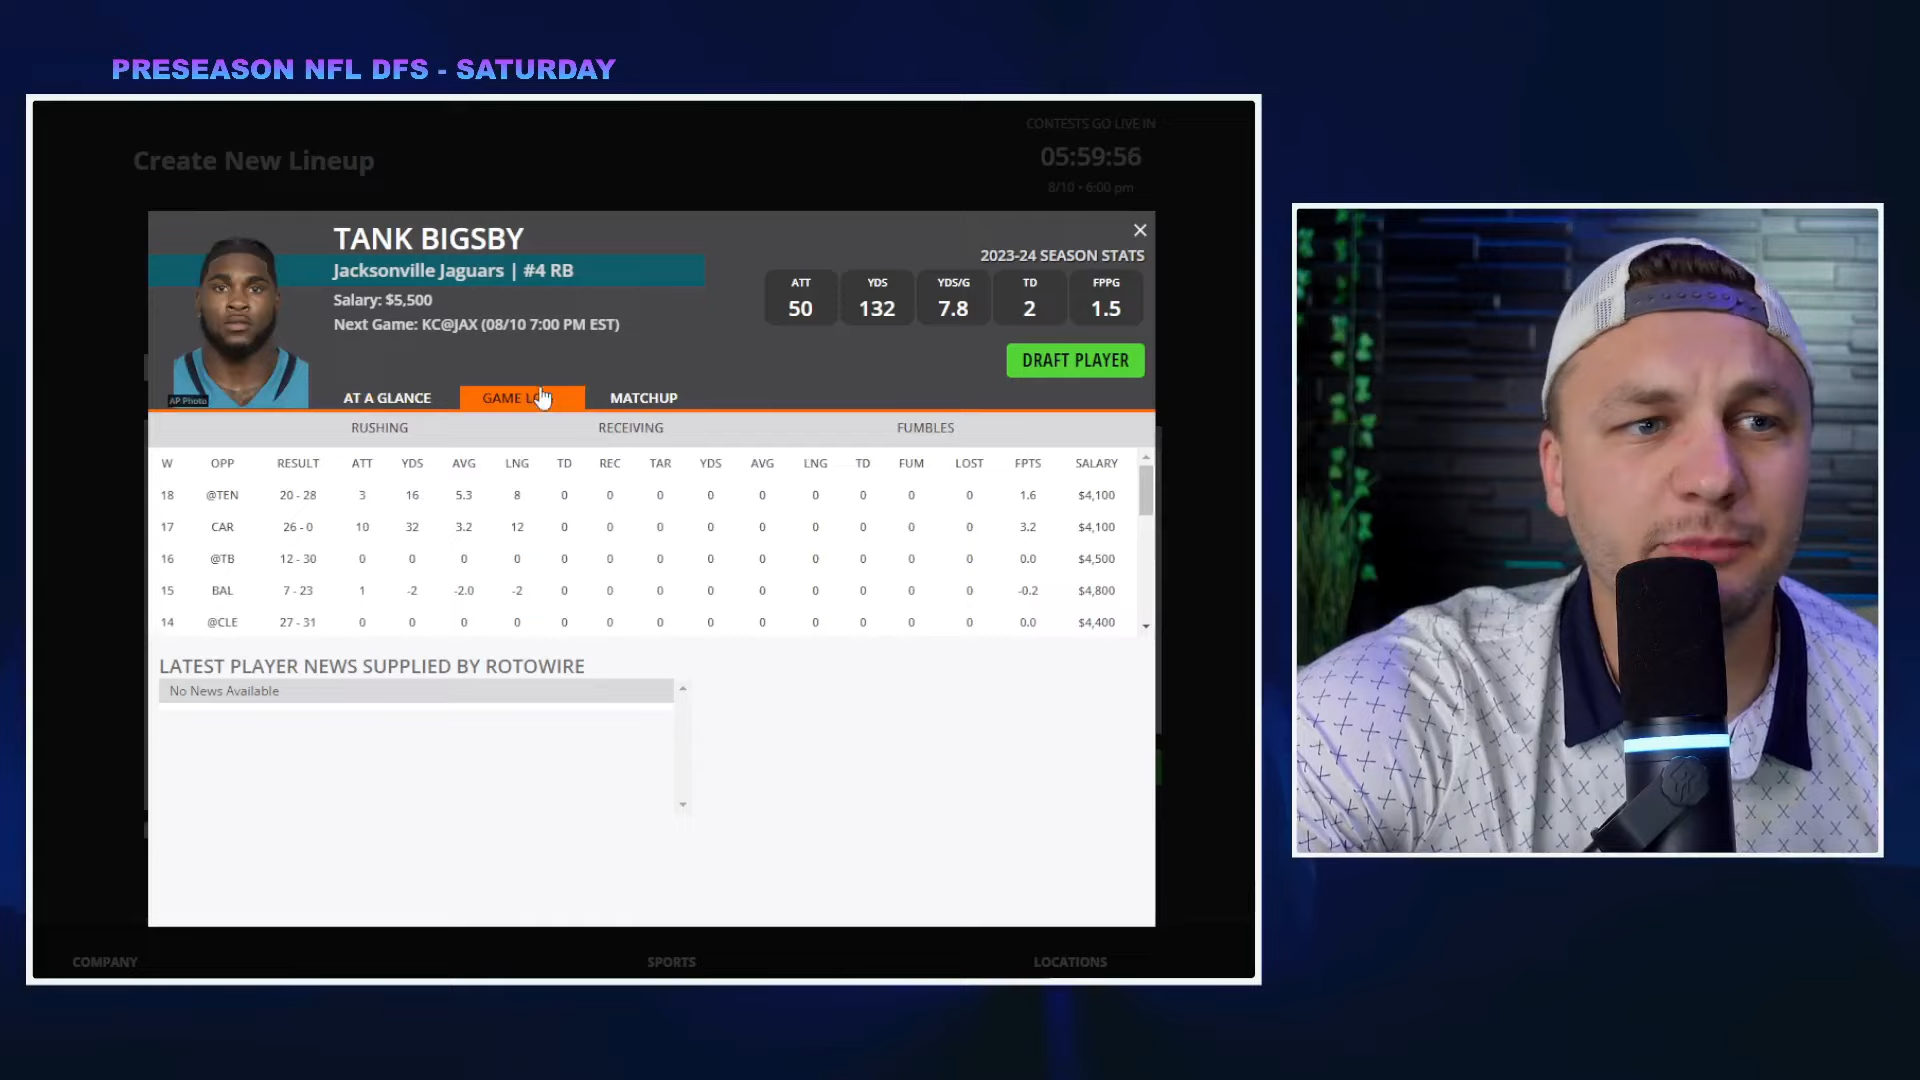 PRESEASON NFL DFS - SATURDAY
CONTESTS GO LIVE IN
Create New Lineup
05:59:56
8/10 • 6:00 pm
TANK BIGSBY
Jacksonville Jaguars | #4 RB
Salary: $5,500
Next Game: KC@JAX (08/10 7:00 PM EST)
2023-24 SEASON STATS
ATT YDS YDS/G TD FPPG
50 132 7.8 2 1.5
DRAFT PLAYER
AP Photo
AT A GLANCE GAME MATCHUP
RUSHING RECEIVING FUMBLES
W OPP RESULT ATT YDS AVG LNG TD REC TAR YDS AVG LNG TD FUM LOST FPTS SALARY
18 @TEN 20 - 28 3 16 5.3 8 0 0 0 0 0 0 0 0 0 1.6 $4,100
17 CAR 26 - 0 10 32 3.2 12 0 0 0 0 0 0 0 0 0 3.2 $4,100
16 @TB 12 - 30 0 0 0 0 0 0 0 0 0 0 0 0 0 0.0 $4,500
15 BAL 7 - 23 1 -2 -2.0 -2 0 0 0 0 0 0 0 0 0 -0.2 $4,800
14 @CLE 27 - 31 0 0 0 0 0 0 0 0 0 0 0 0 0 0.0 $4,400
LATEST PLAYER NEWS SUPPLIED BY ROTOWIRE
No News Available
COMPANY SPORTS LOCATIONS